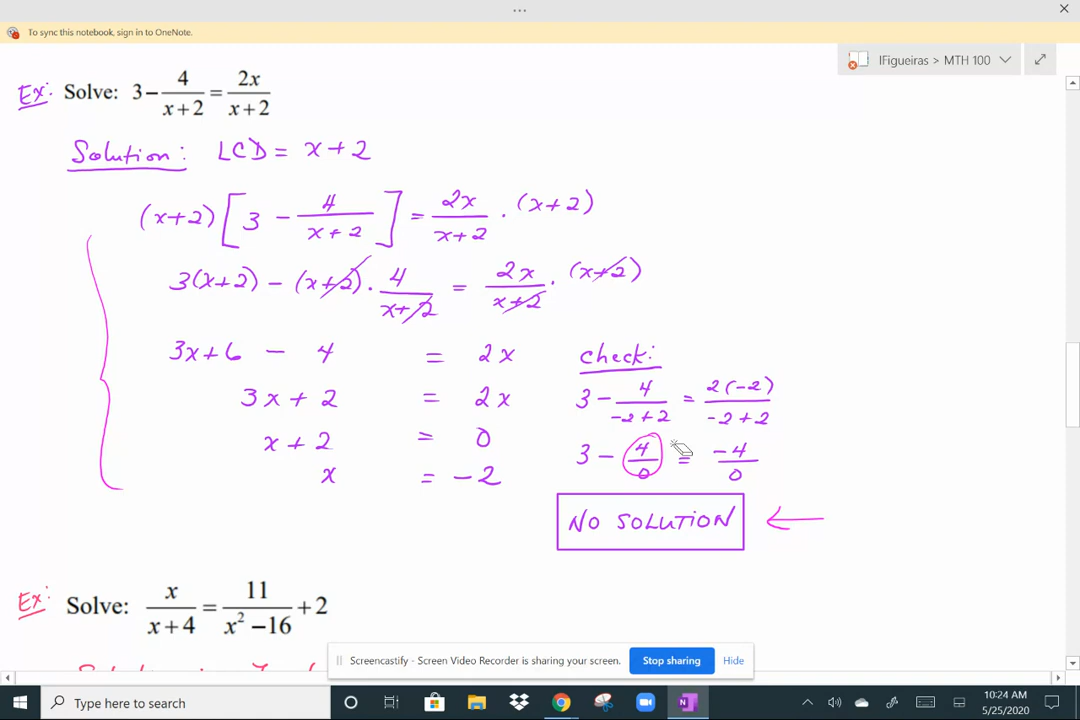 ...
To sync this notebook, sign in to OneNote.
IFigueiras > MTH 100
Ex: Solve: 3 − 4/(x+2) = 2x/(x+2)
Solution: LCD = x+2
(x+2) [3 − 4/(x+2)] = 2x/(x+2) · (x+2)
3(x+2) − (x+2) · 4/(x+2) = 2x/(x+2) · (x+2)
3x+6 − 4 = 2x
3x + 2 = 2x
x + 2 = 0
x = −2
check:
3 − 4/(−2+2) = 2(−2)/(−2+2)
3 − 4/0 = −4/0
NO SOLUTION
Ex: Solve: x/(x+4) = 11/(x²−16) + 2
Screencastify - Screen Video Recorder is sharing your screen. Stop sharing Hide
Type here to search
10:24 AM
5/25/2020